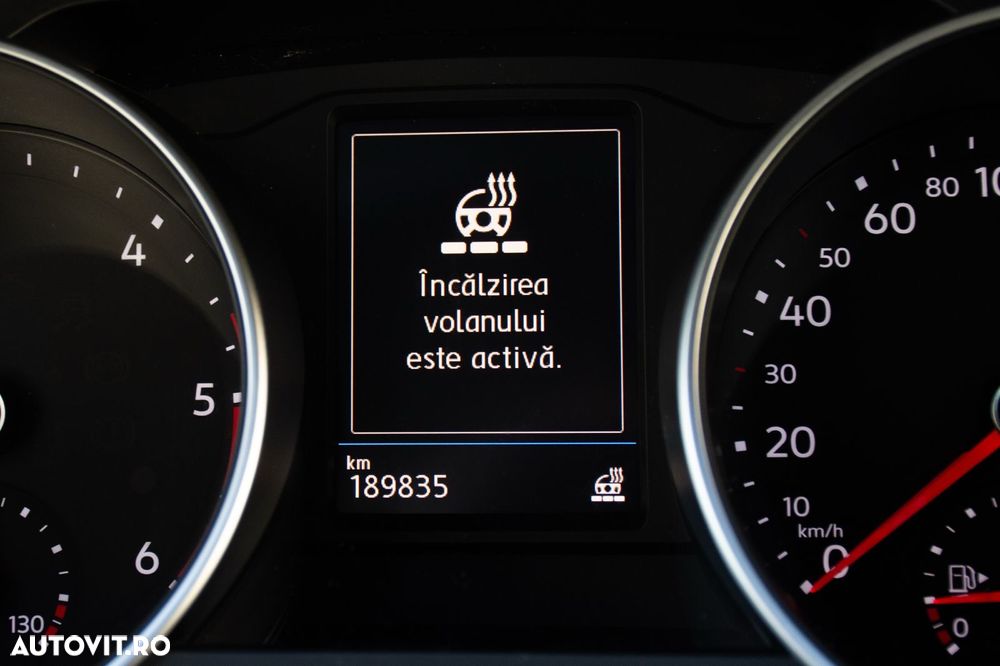 Încălzirea
volanului
este activă.
km
189835
4
5
6
130
0
10
20
30
40
50
60
80
km/h
0
AUTOVIT.RO